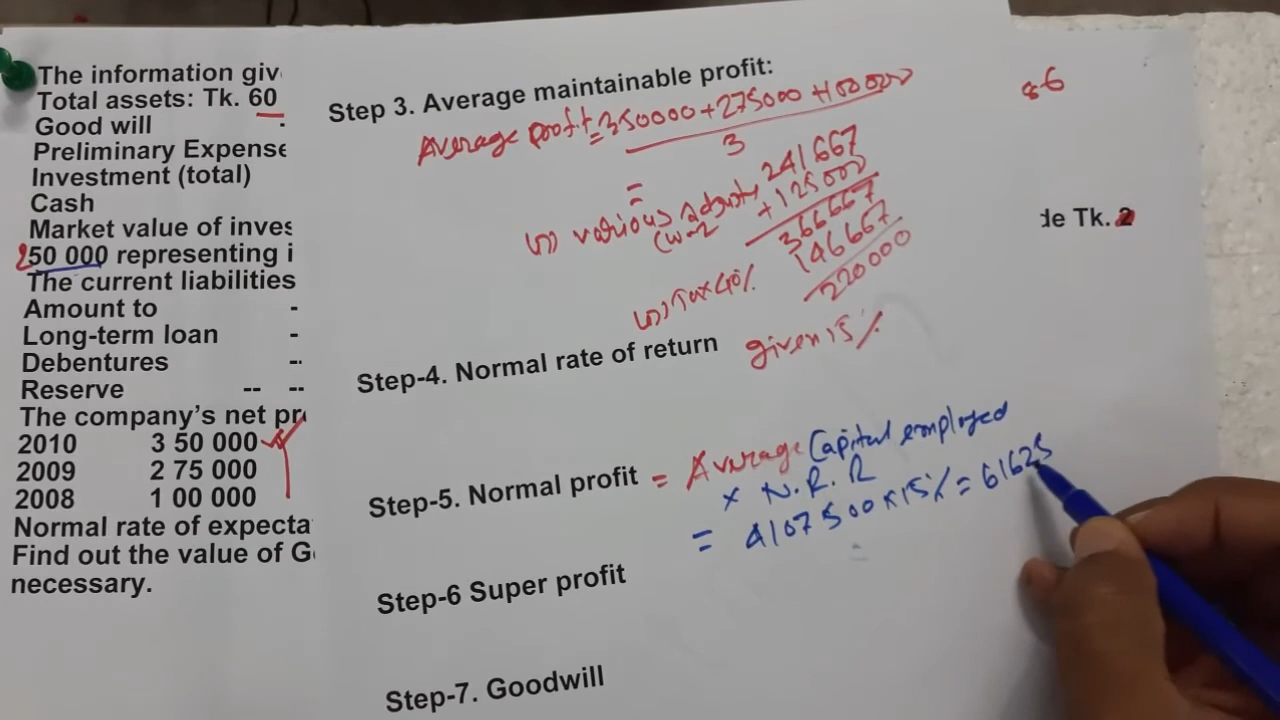 The information giv
Total assets: Tk. 60
Good will -
Preliminary Expense
Investment (total)
Cash
Market value of inves
250 000 representing i
The current liabilities
Amount to -
Long-term loan -
Debentures --
Reserve -- --
The company's net pr
2010 3 50 000
2009 2 75 000
2008 1 00 000
Normal rate of expecta
Find out the value of G
necessary.
Step 3. Average maintainable profit:
Average profit = 350000 + 275000 + 100000
3
= 241667
various + 125000
(W-2 366667
Tax 40% 146667
220000
Step-4. Normal rate of return given 15%
Step-5. Normal profit = Average Capital employed
× N.R.R
= 4107500 × 15% = 61625
Step-6 Super profit
Step-7. Goodwill
86
de Tk. 2